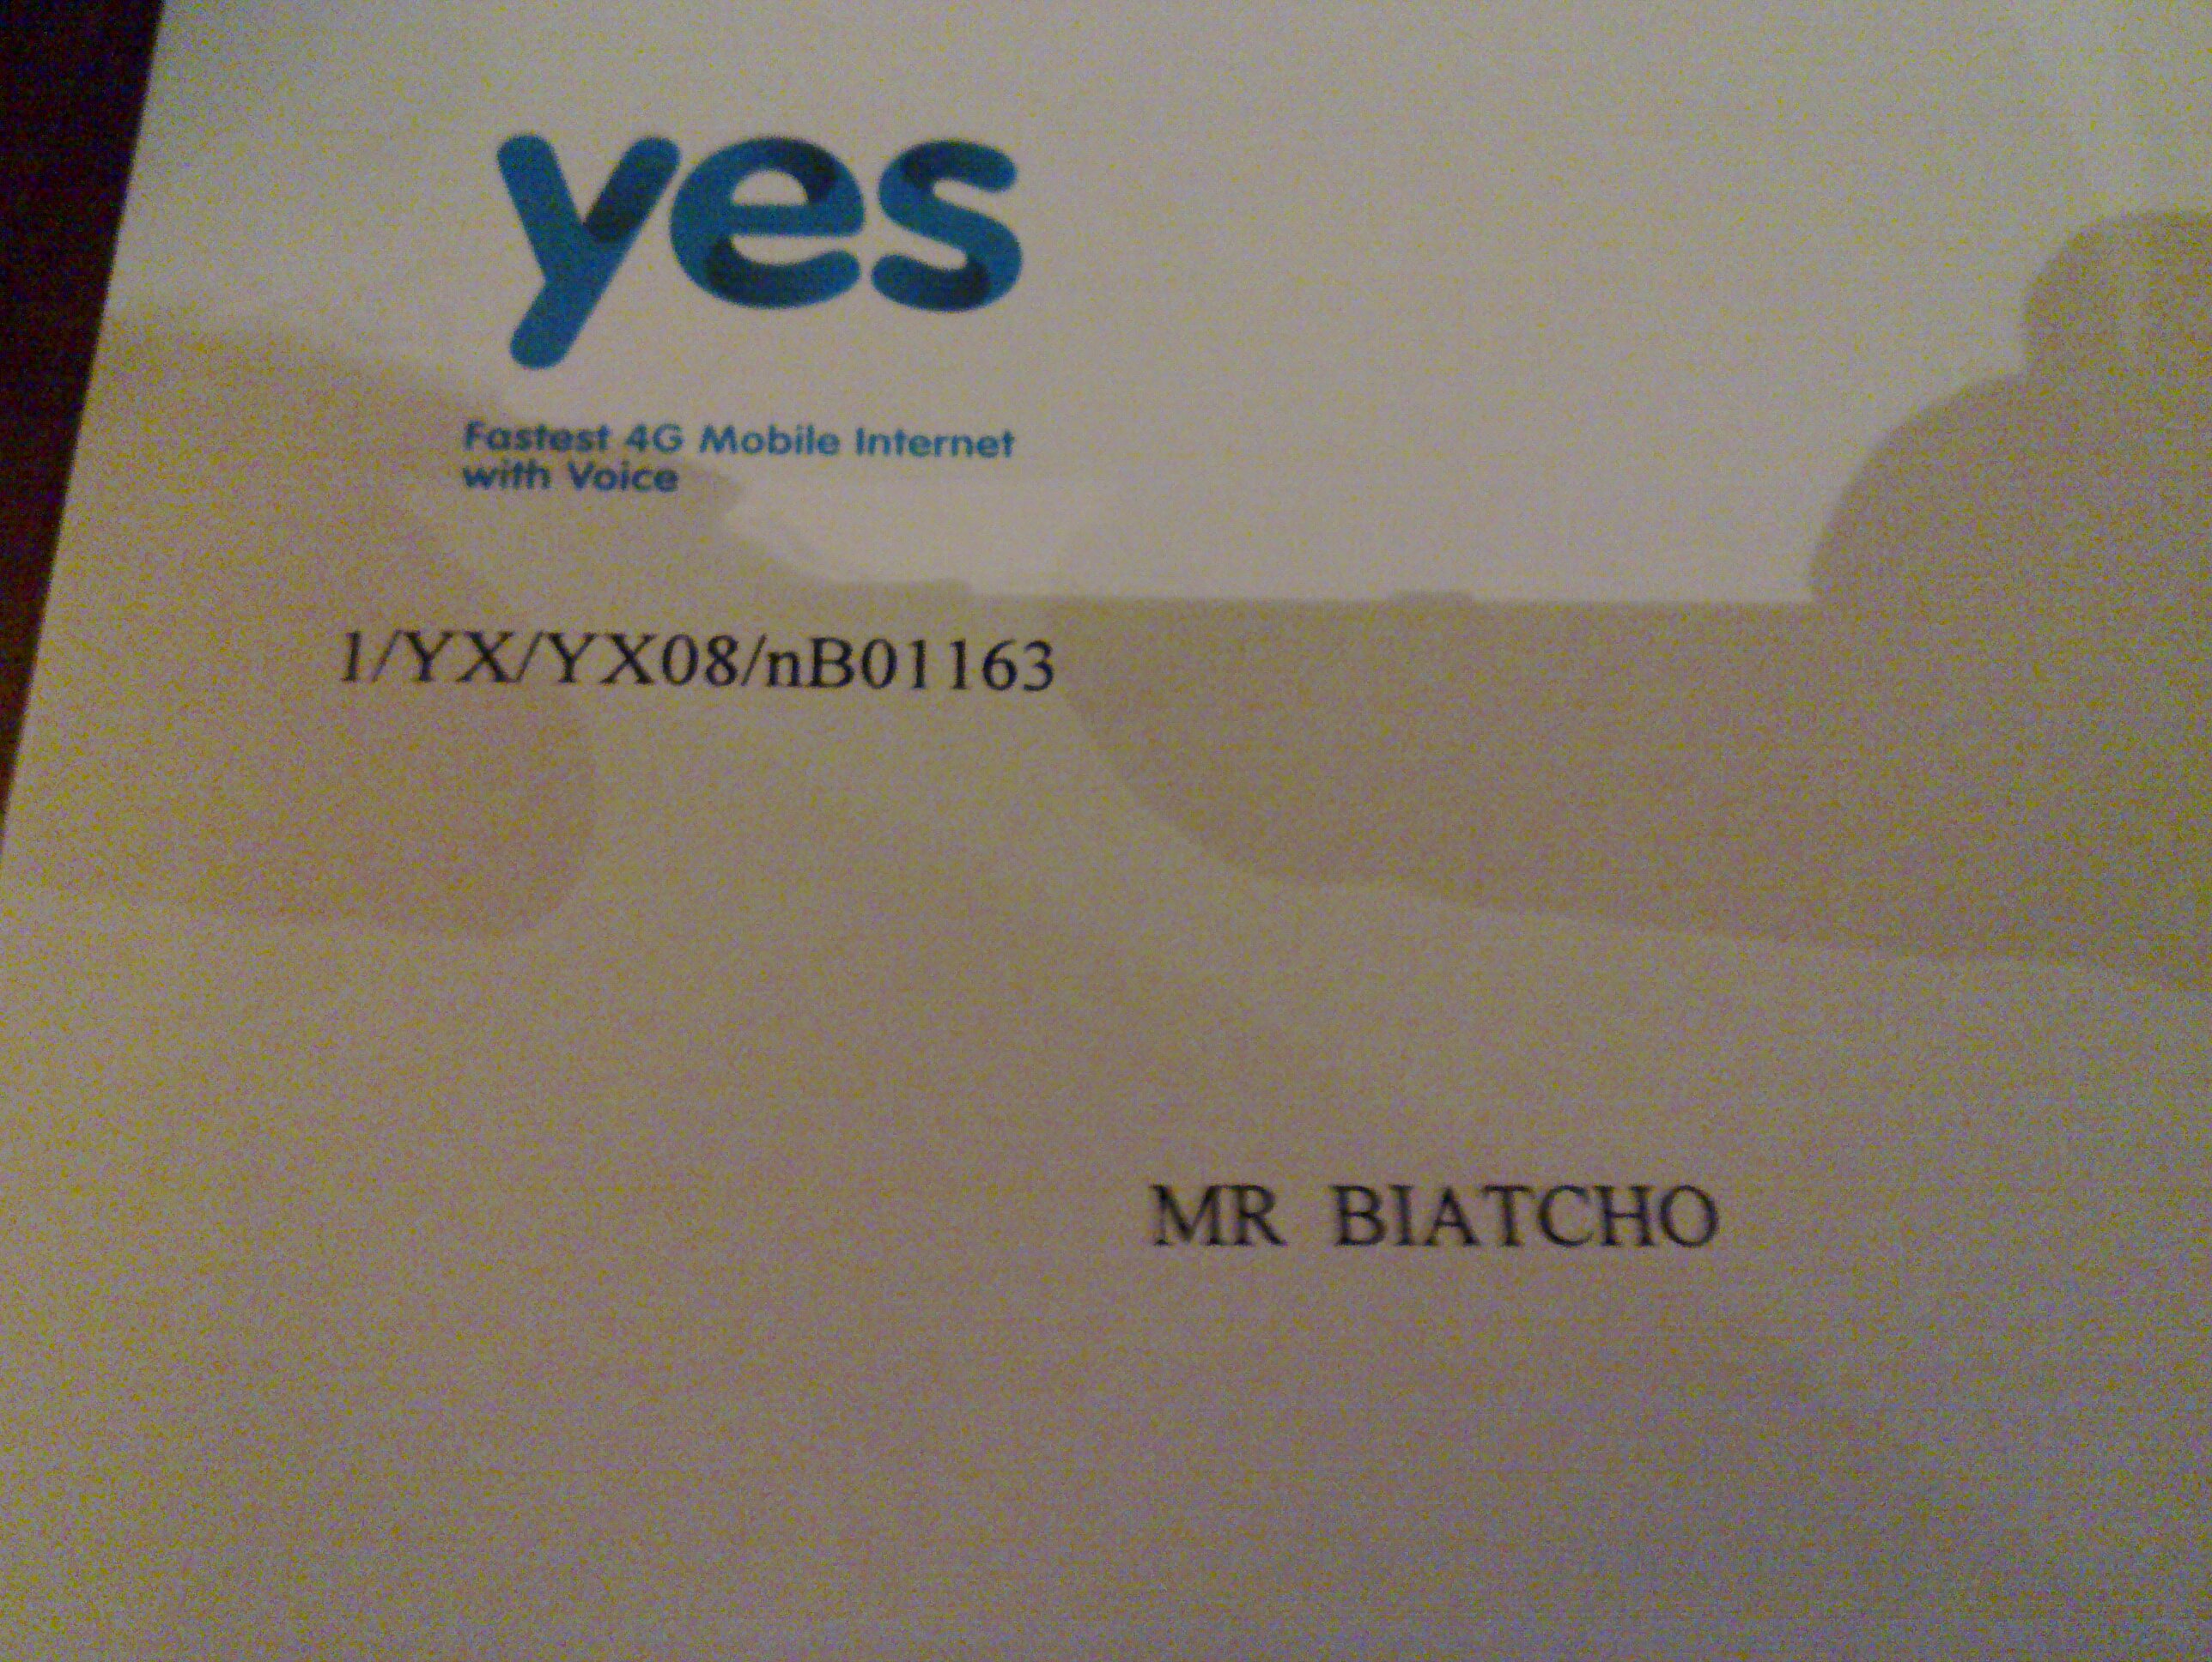 yes
Fastest 4G Mobile Internet
with Voice
1/YX/YX08/nB01163
MR BIATCHO